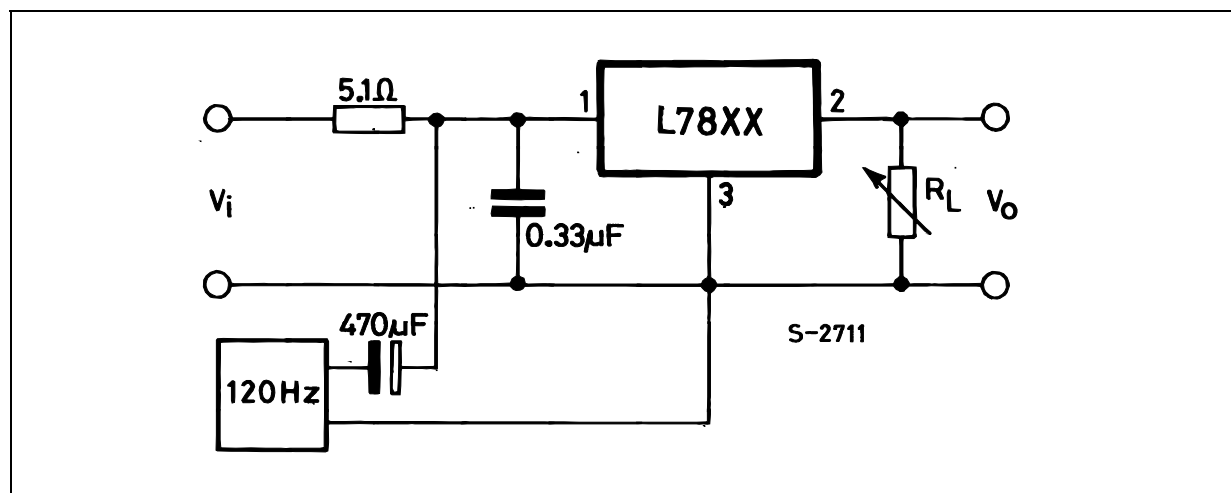 5.1Ω
1
L78XX
2
3
Vi
0.33µF
RL
Vo
470µF
S-2711
120Hz